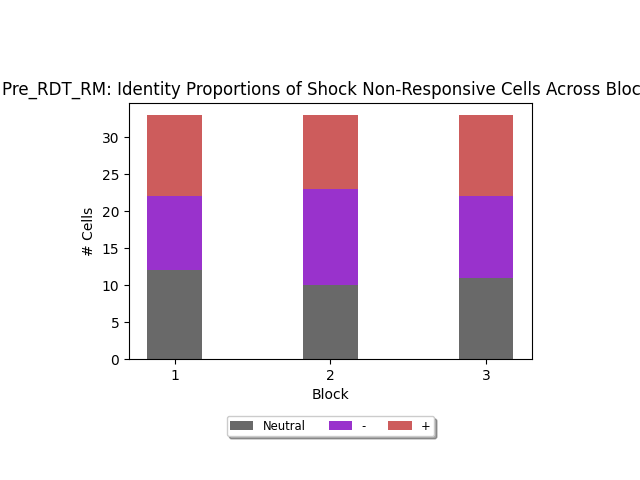 Pre_RDT_RM: Identity Proportions of Shock Non-Responsive Cells Across Bloc
30
25
20
15
10
5
0
# Cells
1 2 3
Block
Neutral - +